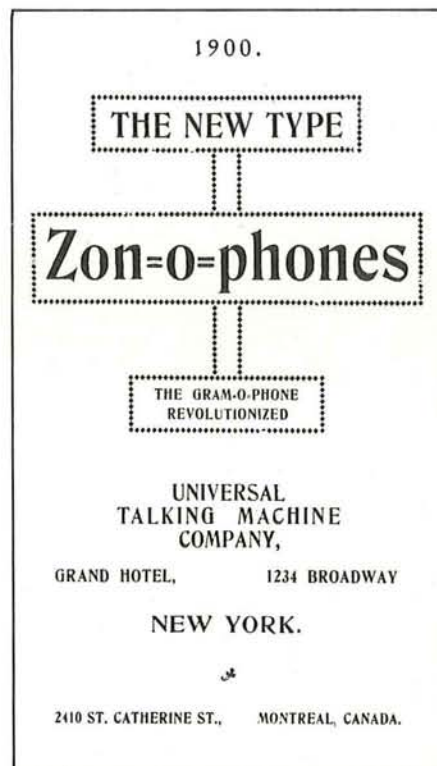 1900.
THE NEW TYPE
Zon=o=phones
THE GRAM-O-PHONE
REVOLUTIONIZED
UNIVERSAL
TALKING MACHINE
COMPANY,
GRAND HOTEL, 1234 BROADWAY
NEW YORK.
2410 ST. CATHERINE ST., MONTREAL, CANADA.